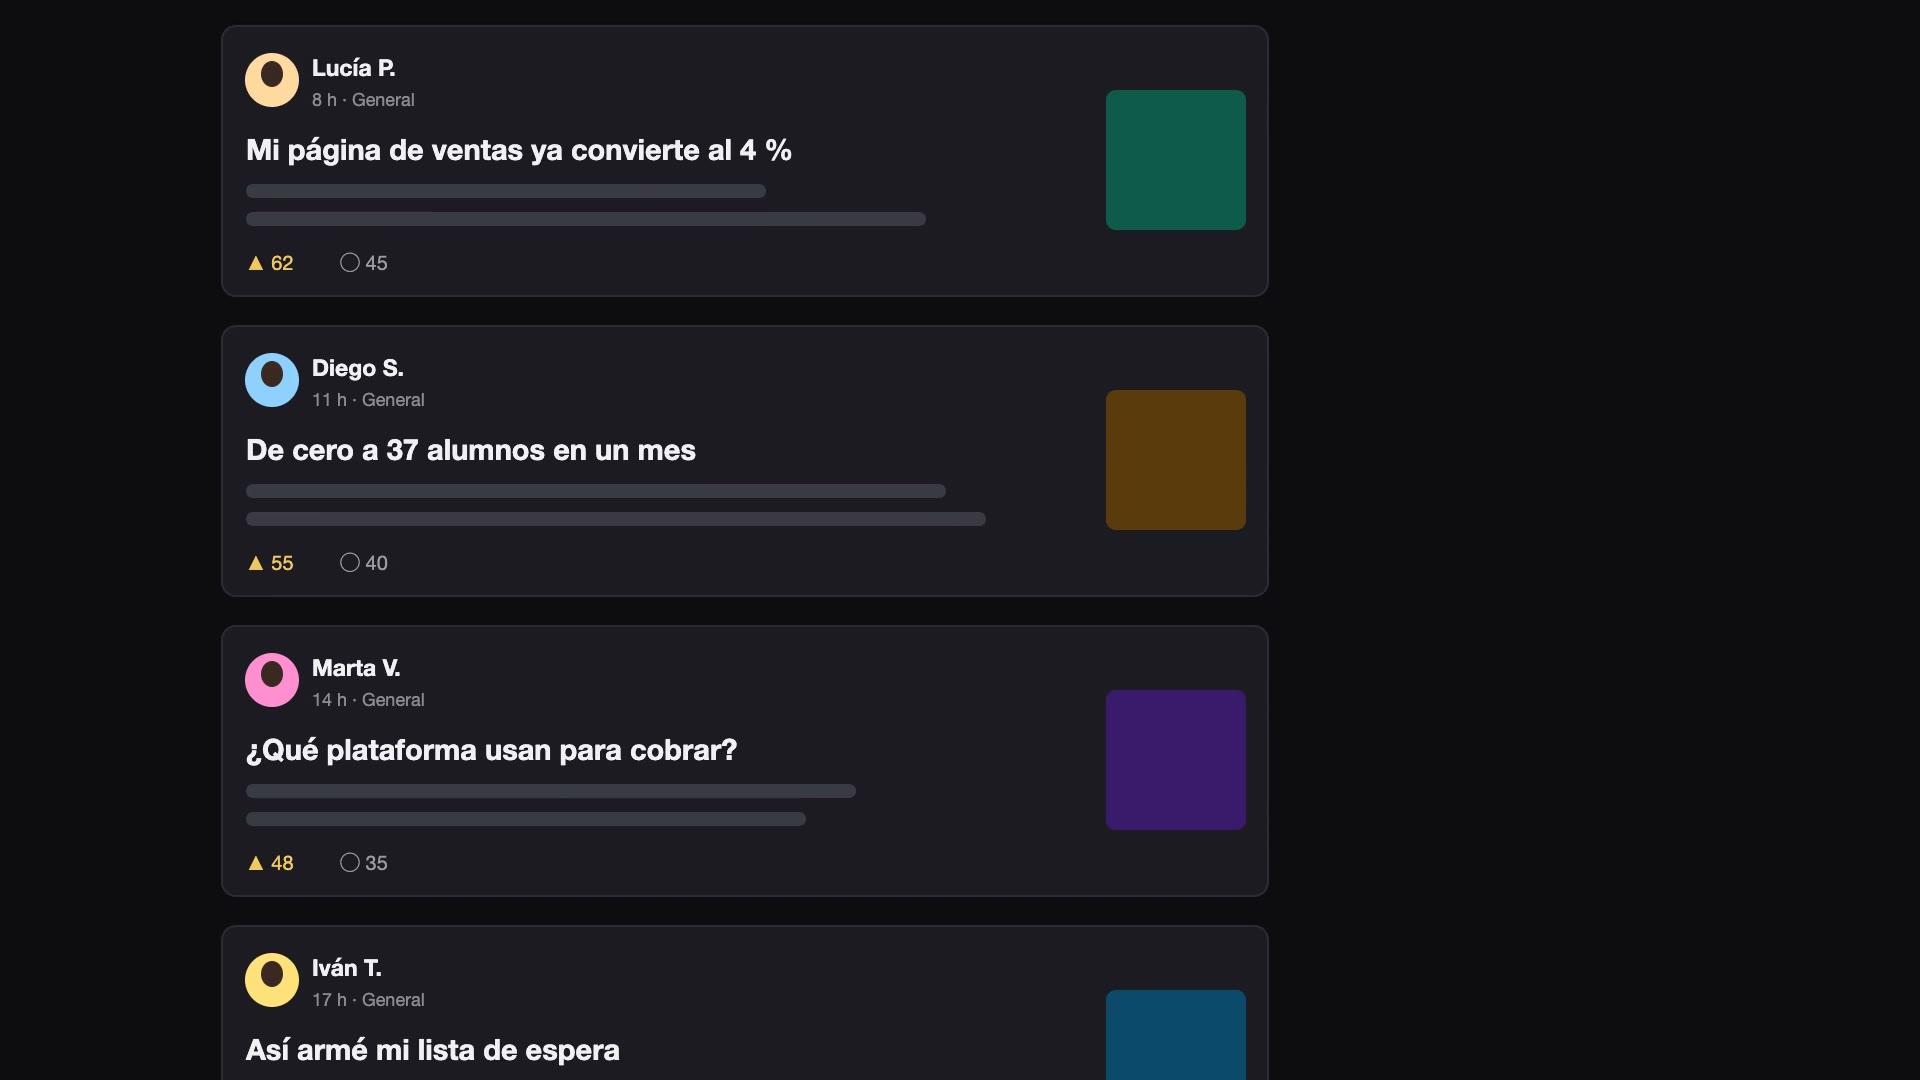 Lucía P.
8 h · General
Mi página de ventas ya convierte al 4 %
▲ 62 ◯ 45
Diego S.
11 h · General
De cero a 37 alumnos en un mes
▲ 55 ◯ 40
Marta V.
14 h · General
¿Qué plataforma usan para cobrar?
▲ 48 ◯ 35
Iván T.
17 h · General
Así armé mi lista de espera